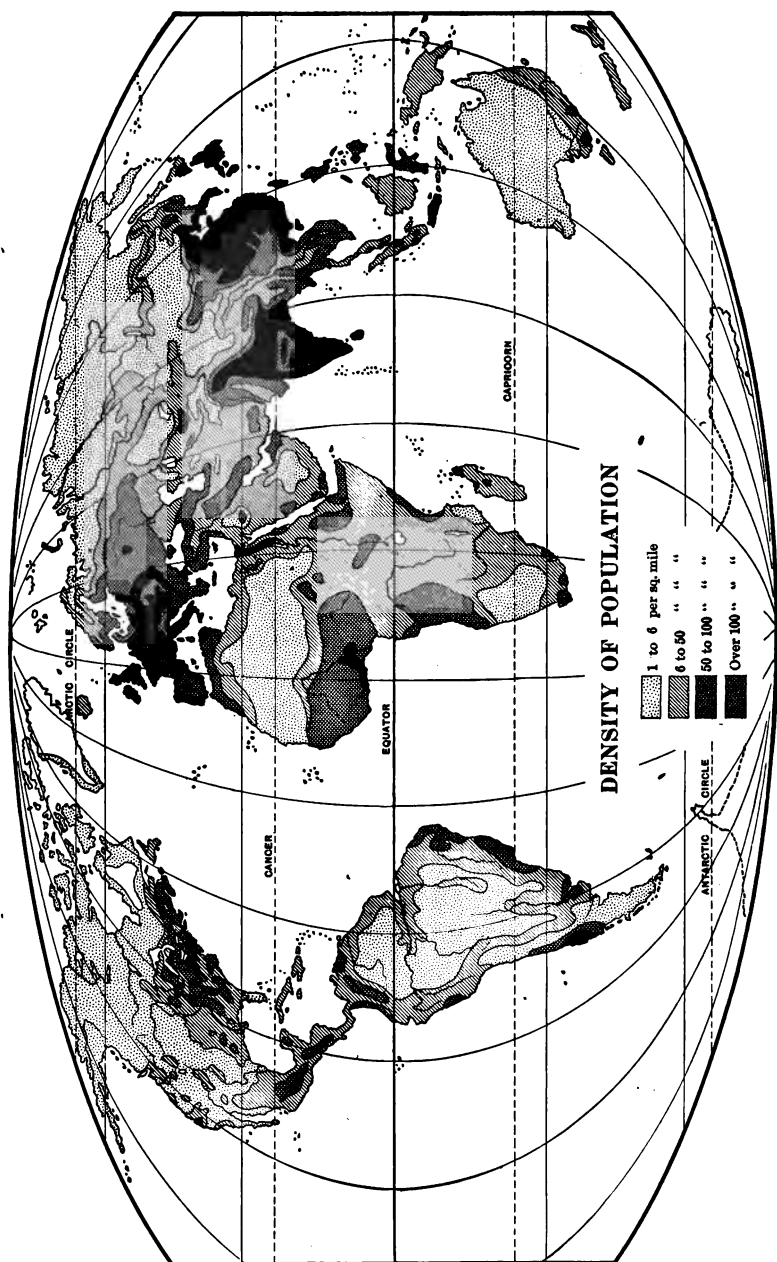 ARCTIC CIRCLE
CANCER
EQUATOR
CAPRICORN
ANTARCTIC CIRCLE
DENSITY OF POPULATION
1 to 6 per sq. mile
6 to 50 " " "
50 to 100 " " "
Over 100 " " "